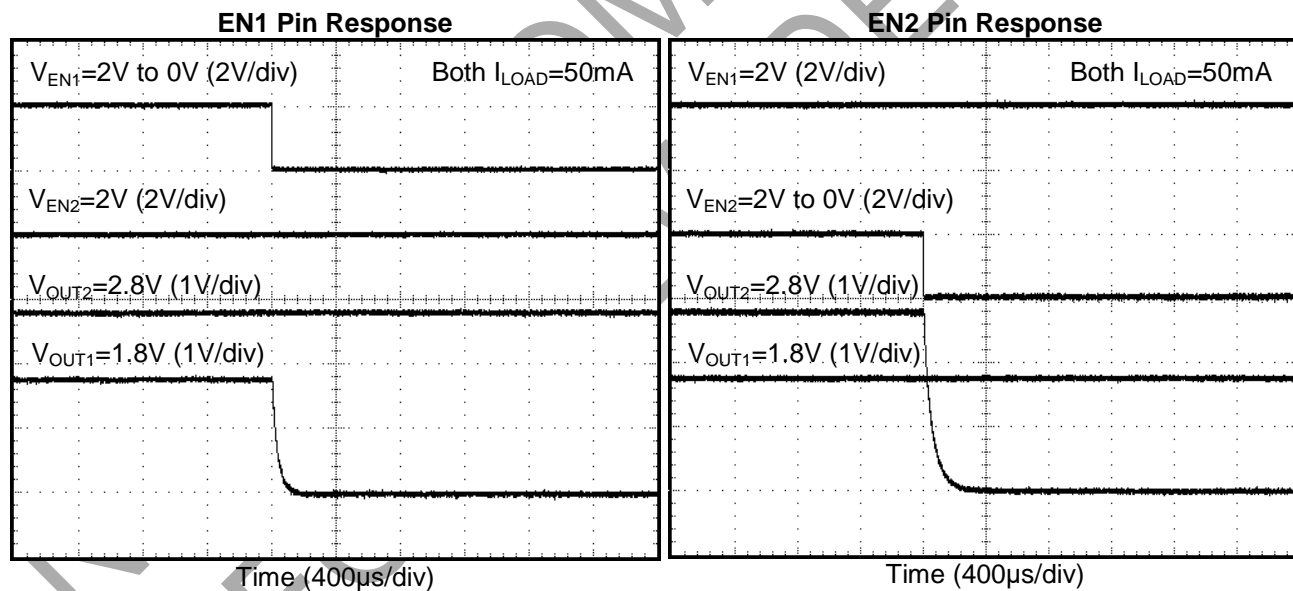 EN1 Pin Response
V_EN1=2V to 0V (2V/div)
Both I_LOAD=50mA
V_EN2=2V (2V/div)
V_OUT2=2.8V (1V/div)
V_OUT1=1.8V (1V/div)
Time (400µs/div)
EN2 Pin Response
V_EN1=2V (2V/div)
Both I_LOAD=50mA
V_EN2=2V to 0V (2V/div)
V_OUT2=2.8V (1V/div)
V_OUT1=1.8V (1V/div)
Time (400µs/div)